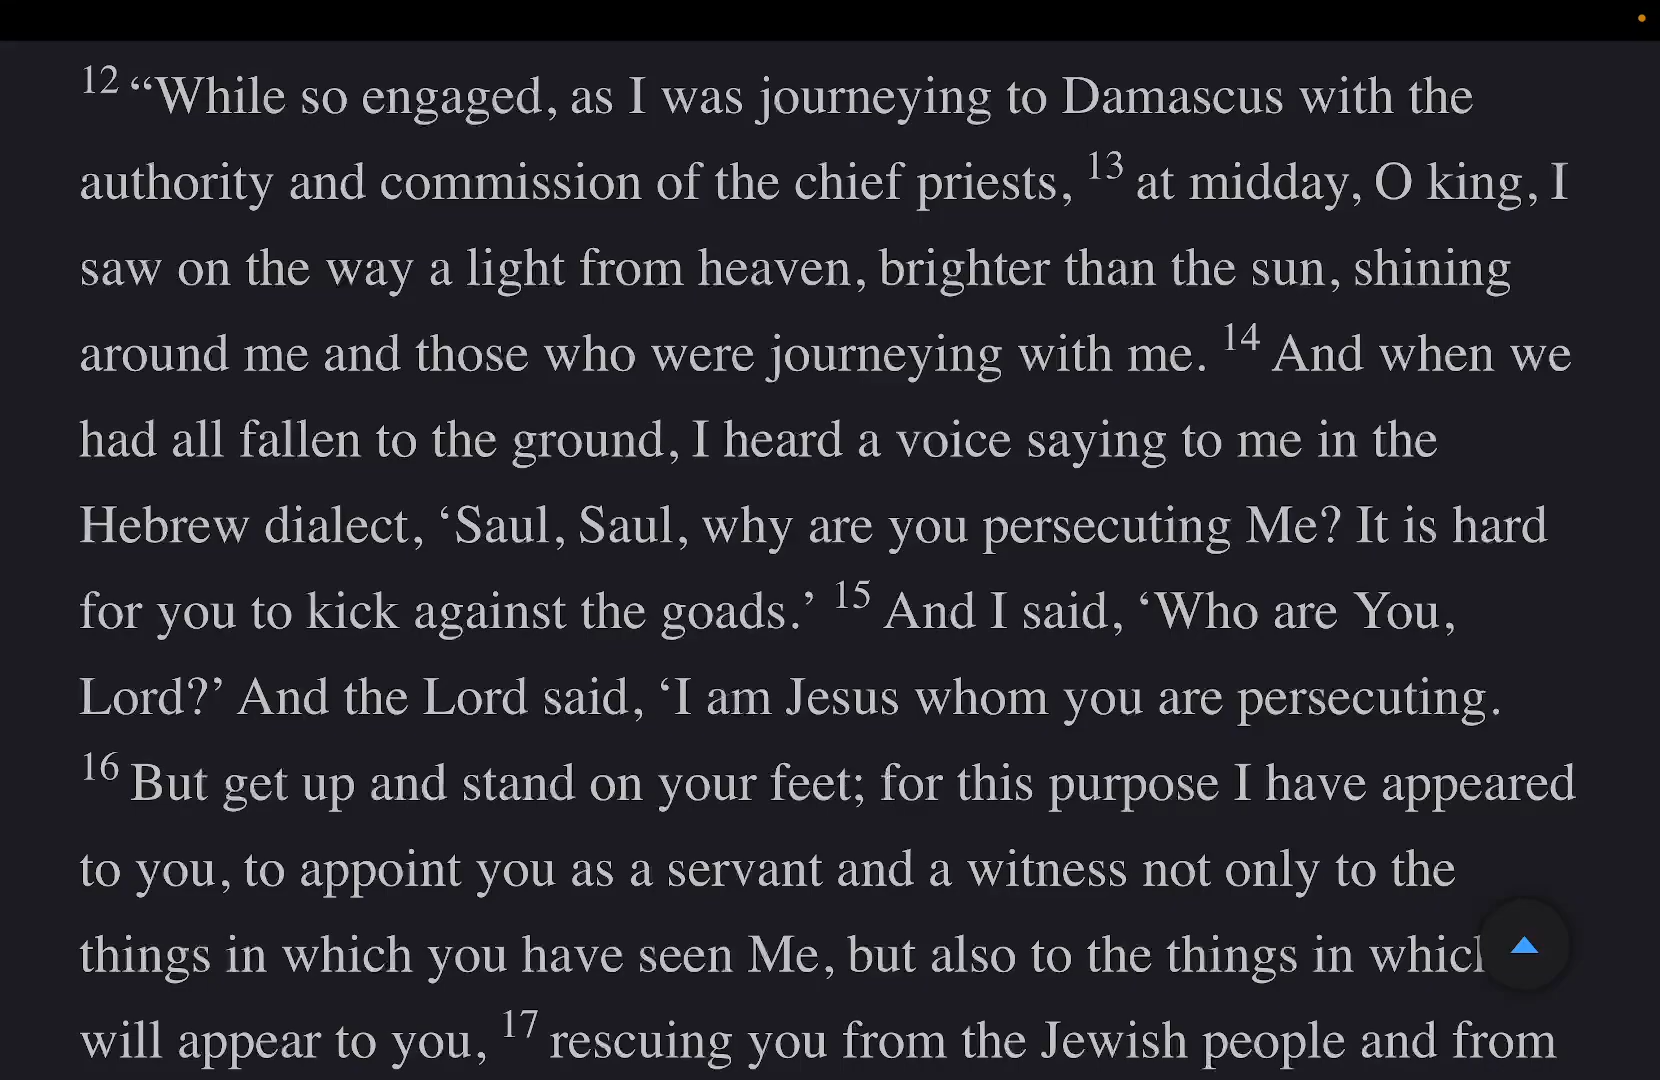 12 “While so engaged, as I was journeying to Damascus with the
authority and commission of the chief priests, 13 at midday, O king, I
saw on the way a light from heaven, brighter than the sun, shining
around me and those who were journeying with me. 14 And when we
had all fallen to the ground, I heard a voice saying to me in the
Hebrew dialect, ‘Saul, Saul, why are you persecuting Me? It is hard
for you to kick against the goads.’ 15 And I said, ‘Who are You,
Lord?’ And the Lord said, ‘I am Jesus whom you are persecuting.
16 But get up and stand on your feet; for this purpose I have appeared
to you, to appoint you as a servant and a witness not only to the
things in which you have seen Me, but also to the things in
will appear to you, 17 rescuing you from the Jewish people and from